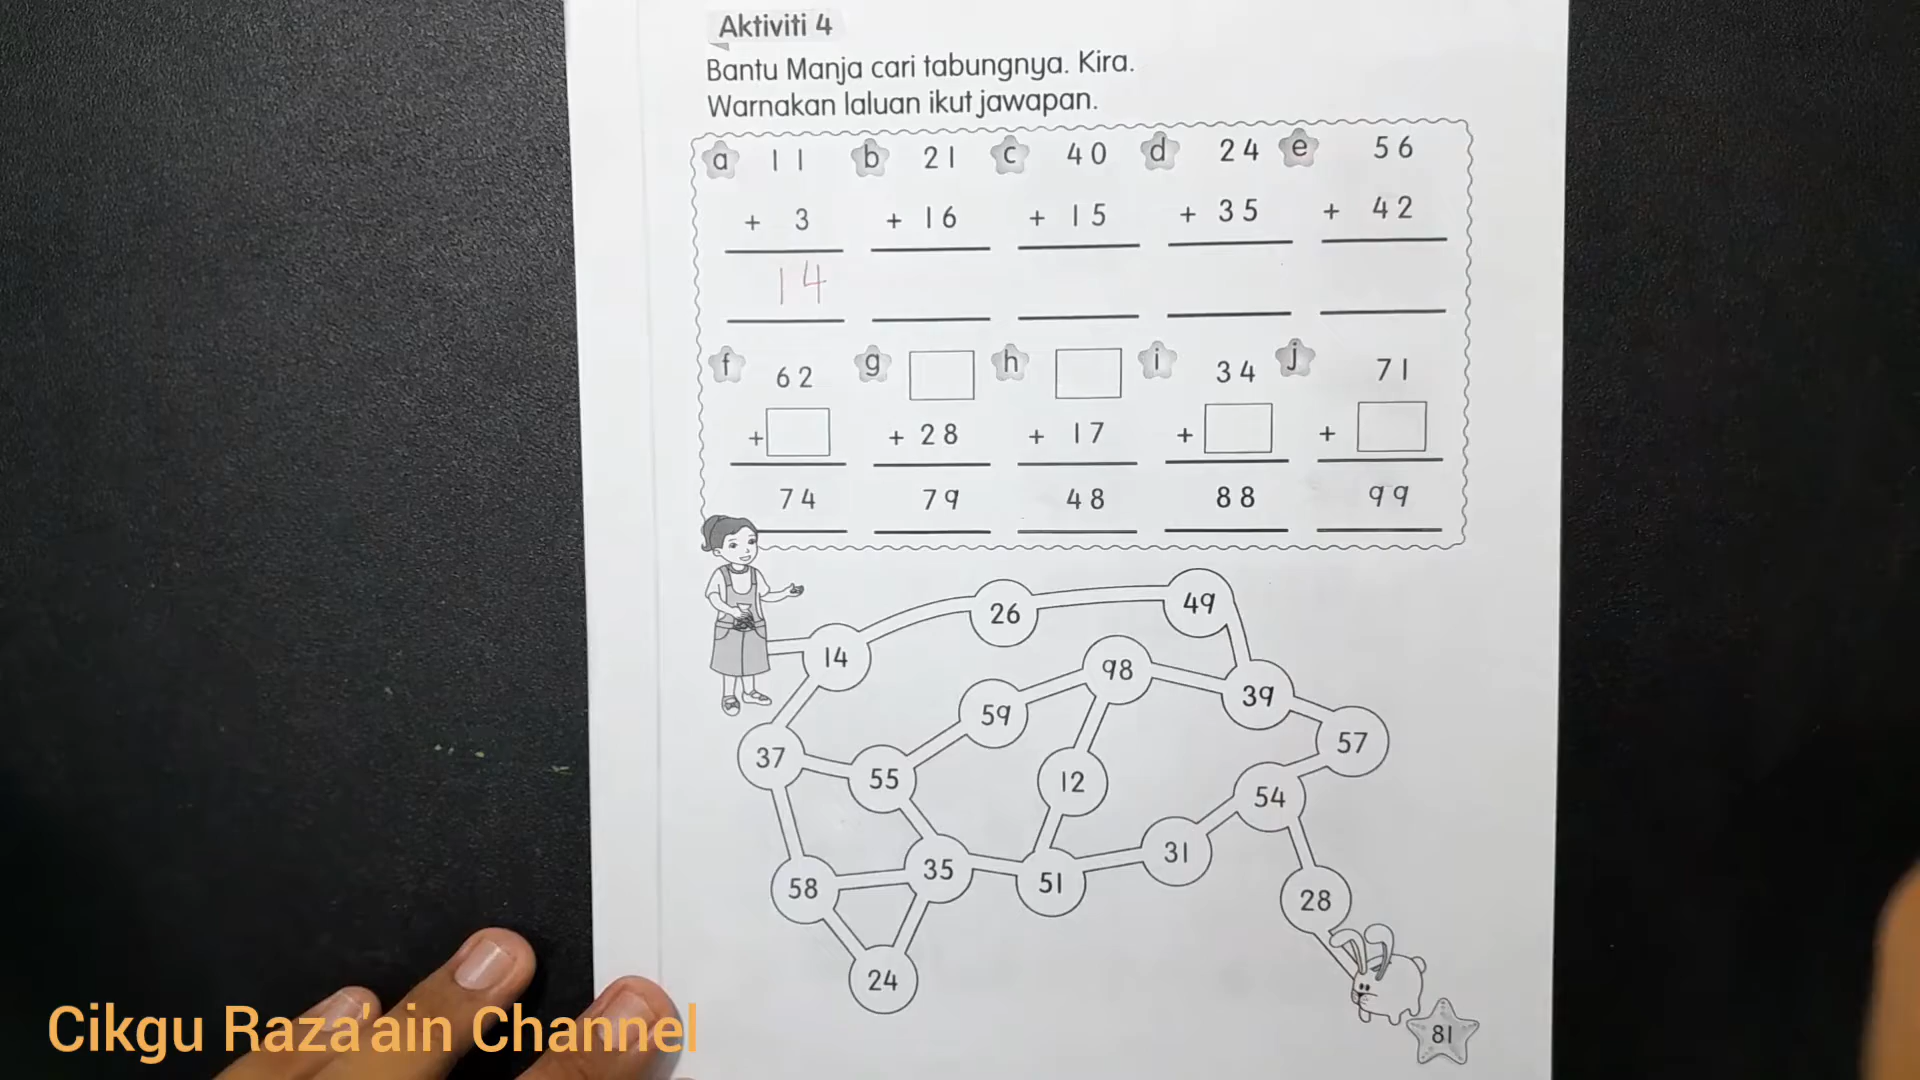 Aktiviti 4
Bantu Manja cari tabungnya. Kira.
Warnakan laluan ikut jawapan.
a 11 b 21 c 40 d 24 e 56
+ 3 + 16 + 15 + 35 + 42
14
f 62 g h i 34 j 71
+ + 28 + 17 + +
74 79 48 88 99
26 49
14 98 39
59 57
37 55 12 54
58 35 51 31 28
24
81
Cikgu Raza'ain Channel